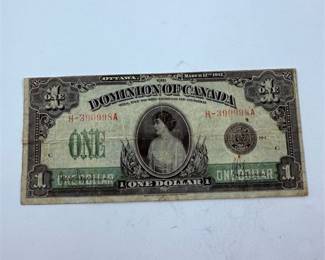 OTTAWA MARCH 17TH 1917
ONE ONE
DOMINION OF CANADA
H-390998A H-390998A
ONE
C C
ONE DOLLAR ONE DOLLAR
1 1 ONE DOLLAR 1 1